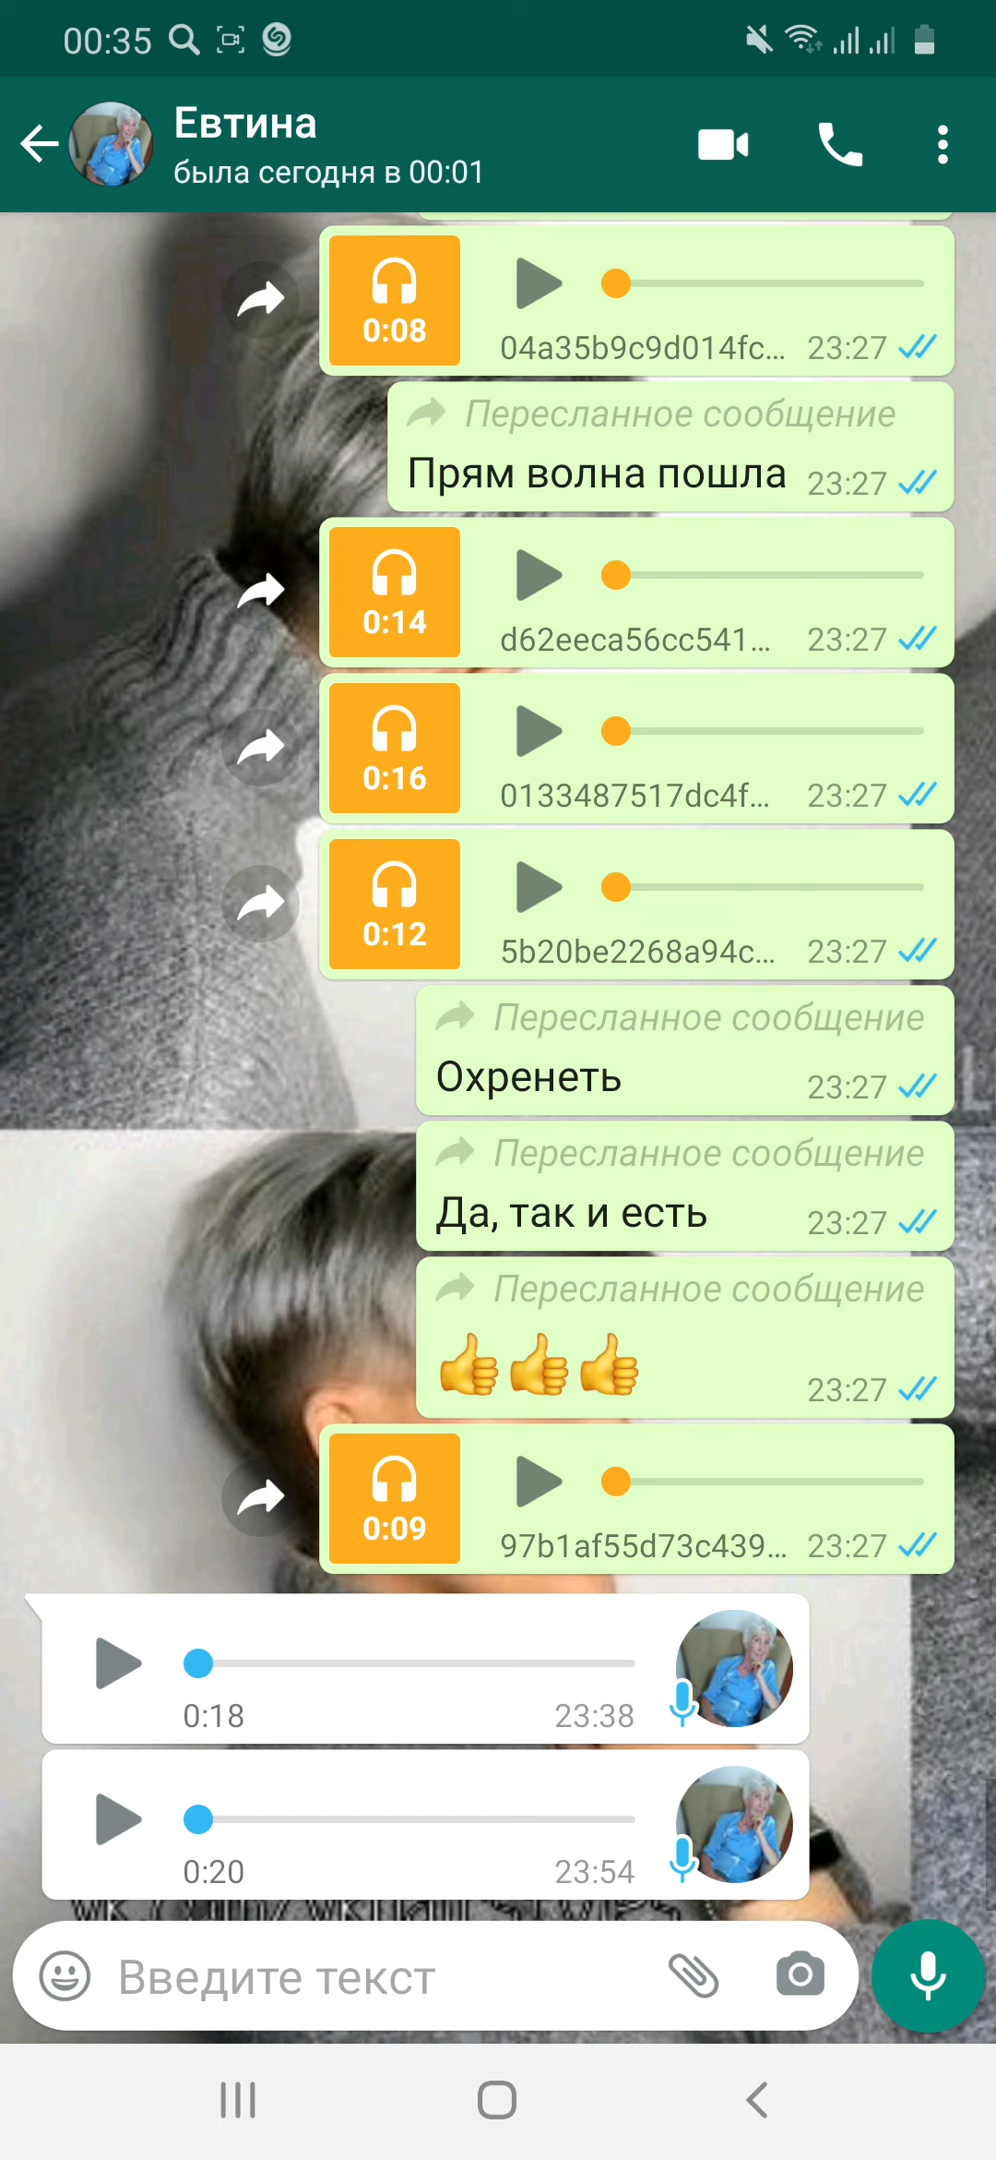 00:35
Евтина
была сегодня в 00:01
0:08
04a35b9c9d014fc... 23:27
Пересланное сообщение
Прям волна пошла 23:27
0:14
d62eeca56cc541... 23:27
0:16
0133487517dc4f... 23:27
0:12
5b20be2268a94c... 23:27
Пересланное сообщение
Охренеть 23:27
Пересланное сообщение
Да, так и есть 23:27
Пересланное сообщение
👍👍👍 23:27
0:09
97b1af55d73c439... 23:27
0:18 23:38
0:20 23:54
Введите текст